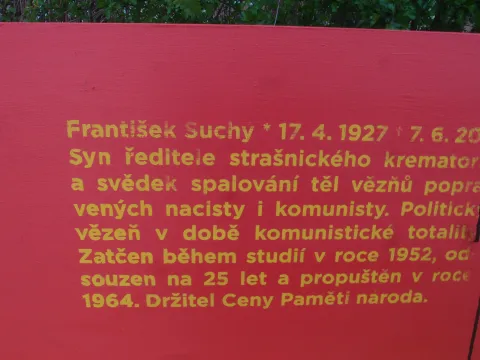 František Suchy * 17. 4. 1927 † 7. 6. 20
Syn ředitele strašnického kremator
a svědek spalování těl vězňů popra
vených nacisty i komunisty. Politick
vězeň v době komunistické totality
Zatčen během studií v roce 1952, od-
souzen na 25 let a propuštěn v roce
1964. Držitel Ceny Paměti národa.